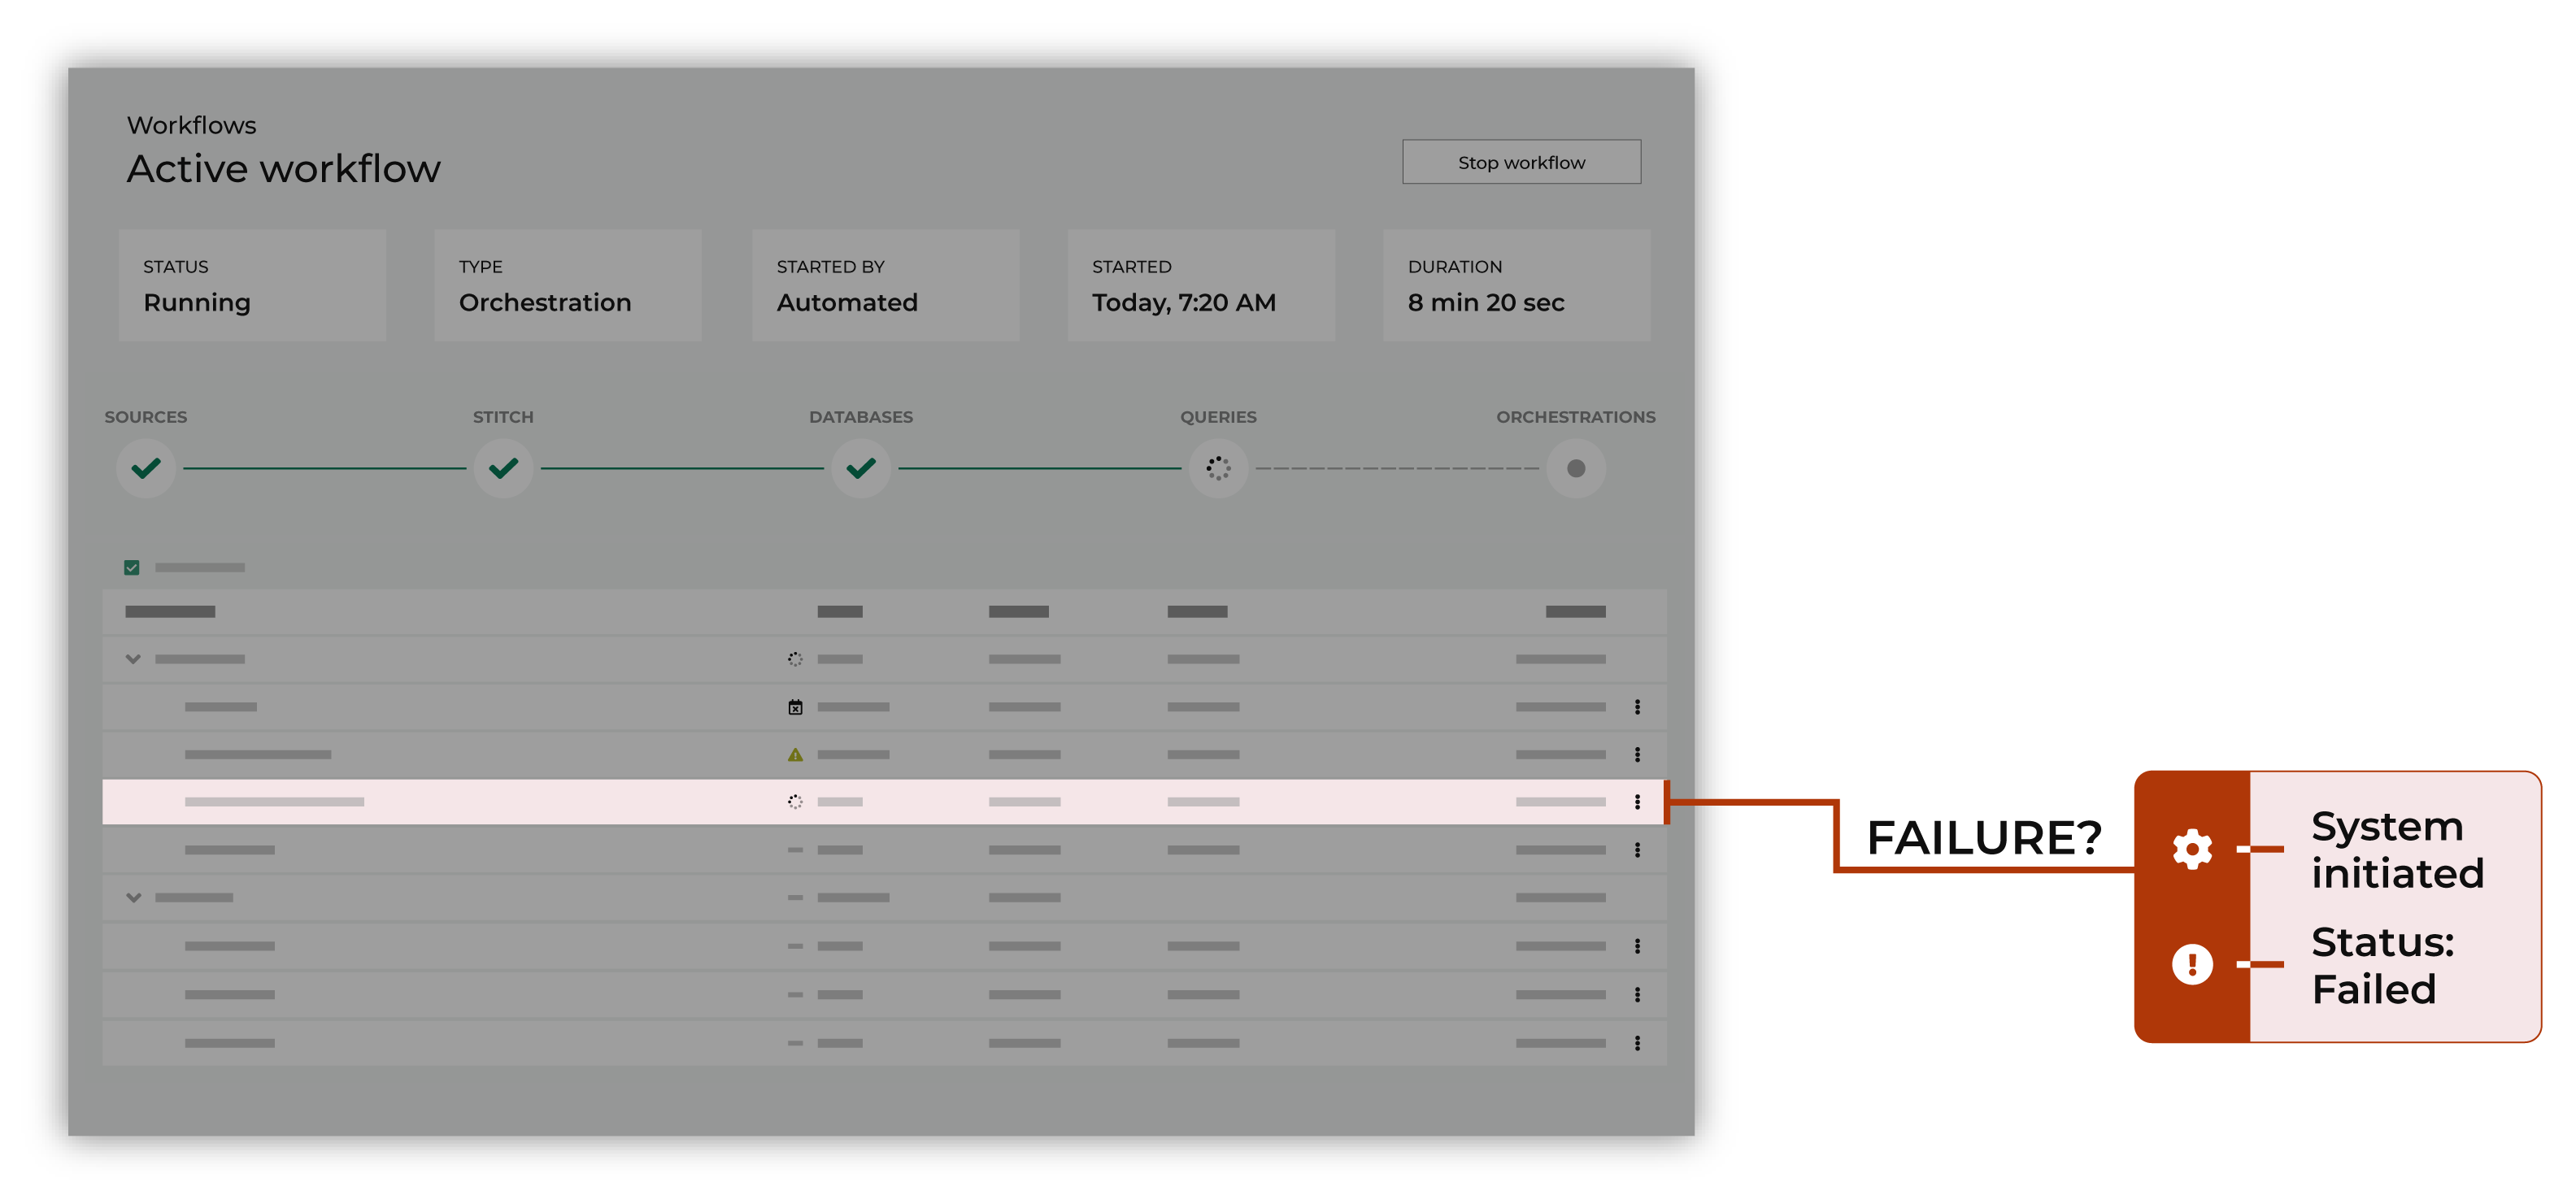 Workflows
Active workflow
Stop workflow
STATUS
Running
TYPE
Orchestration
STARTED BY
Automated
STARTED
Today, 7:20 AM
DURATION
8 min 20 sec
SOURCES
STITCH
DATABASES
QUERIES
ORCHESTRATIONS
FAILURE?
System
initiated
Status:
Failed